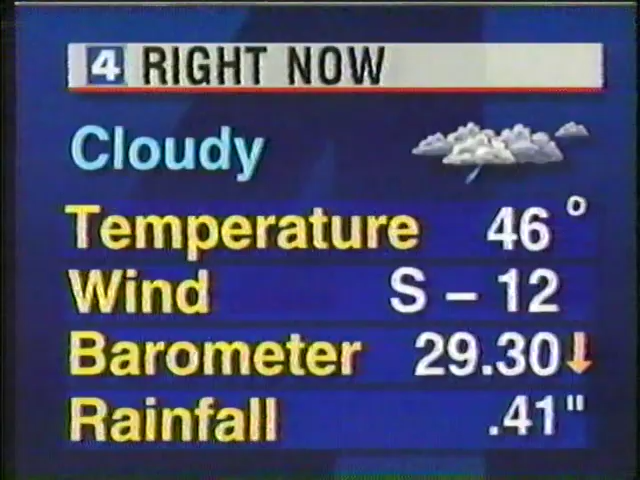 4 RIGHT NOW
Cloudy
Temperature 46°
Wind S – 12
Barometer 29.30↓
Rainfall .41"